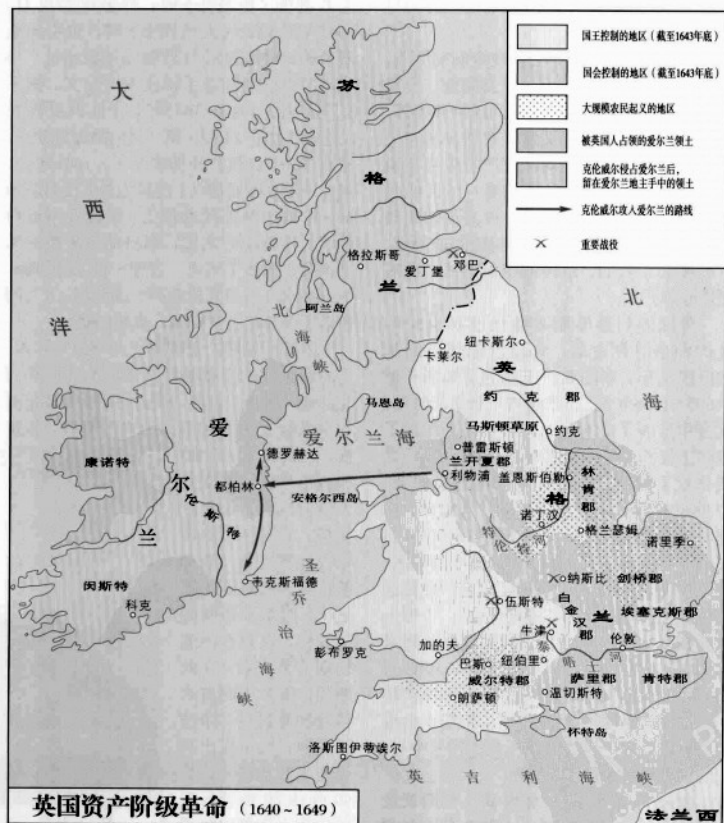 国王控制的地区（截至1643年底）
国会控制的地区（截至1643年底）
大规模农民起义的地区
被英国人占领的爱尔兰领土
克伦威尔侵占爱尔兰后，
留在爱尔兰地主手中的领土
克伦威尔攻入爱尔兰的路线
重要战役
大西洋
苏格兰
格拉斯哥
爱丁堡
邓巴
阿兰岛
北海峡
北海
卡莱尔
纽卡斯尔
英格兰
约克郡
马恩岛
马斯顿草原
约克
爱尔兰海
普雷斯顿
兰开夏郡
利物浦
盖恩斯伯勒
林肯郡
爱尔兰
德罗赫达
康诺特
都柏林
伦斯特
安格尔西岛
诺丁汉
格兰瑟姆
特伦特河
诺里季
闵斯特
科克
韦克斯福德
圣乔治海峡
纳斯比
剑桥郡
伍斯特
白金汉郡
埃塞克斯郡
牛津
伦敦
泰晤士河
彭布罗克
加的夫
巴斯
纽伯里
威尔特郡
萨里郡
肯特郡
朗萨顿
温切斯特
怀特岛
洛斯图伊蒂埃尔
英吉利海峡
英国资产阶级革命（1640~1649）
法兰西